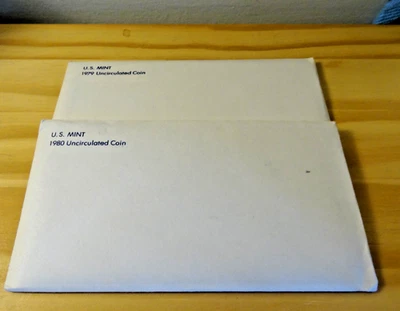 U.S. MINT
1979 Uncirculated Coin
U.S. MINT
1980 Uncirculated Coin